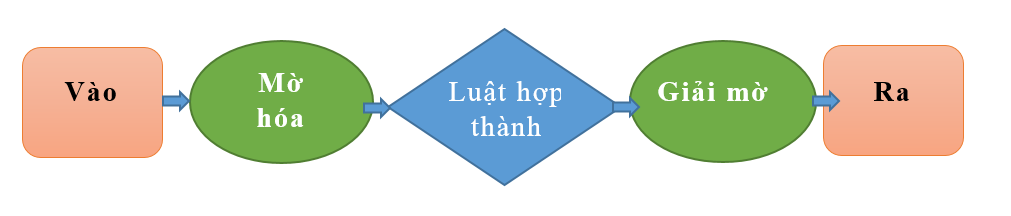 Vào
Mờ
hóa
Luật hợp
thành
Giải mờ
Ra